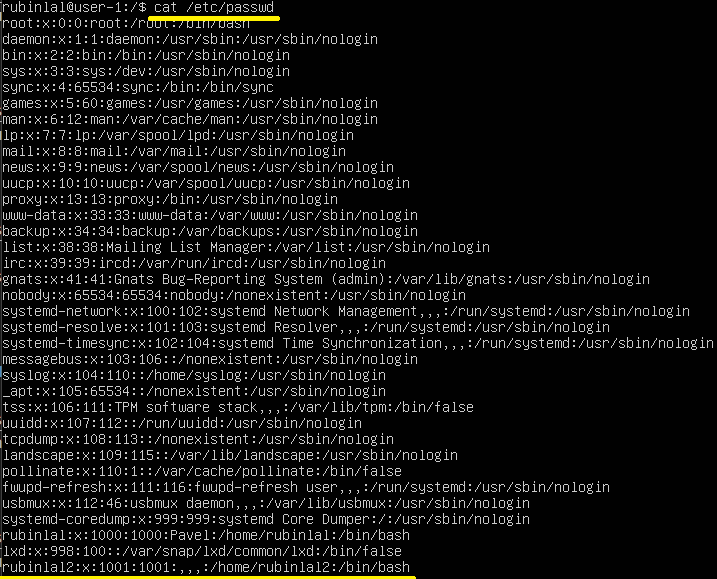 rubinlal@user-1:/$ cat /etc/passwd
root:x:0:0:root:/root:/bin/bash
daemon:x:1:1:daemon:/usr/sbin:/usr/sbin/nologin
bin:x:2:2:bin:/bin:/usr/sbin/nologin
sys:x:3:3:sys:/dev:/usr/sbin/nologin
sync:x:4:65534:sync:/bin:/bin/sync
games:x:5:60:games:/usr/games:/usr/sbin/nologin
man:x:6:12:man:/var/cache/man:/usr/sbin/nologin
lp:x:7:7:lp:/var/spool/lpd:/usr/sbin/nologin
mail:x:8:8:mail:/var/mail:/usr/sbin/nologin
news:x:9:9:news:/var/spool/news:/usr/sbin/nologin
uucp:x:10:10:uucp:/var/spool/uucp:/usr/sbin/nologin
proxy:x:13:13:proxy:/bin:/usr/sbin/nologin
www-data:x:33:33:www-data:/var/www:/usr/sbin/nologin
backup:x:34:34:backup:/var/backups:/usr/sbin/nologin
list:x:38:38:Mailing List Manager:/var/list:/usr/sbin/nologin
irc:x:39:39:ircd:/var/run/ircd:/usr/sbin/nologin
gnats:x:41:41:Gnats Bug-Reporting System (admin):/var/lib/gnats:/usr/sbin/nologin
nobody:x:65534:65534:nobody:/nonexistent:/usr/sbin/nologin
systemd-network:x:100:102:systemd Network Management,,,:/run/systemd:/usr/sbin/nologin
systemd-resolve:x:101:103:systemd Resolver,,,:/run/systemd:/usr/sbin/nologin
systemd-timesync:x:102:104:systemd Time Synchronization,,,:/run/systemd:/usr/sbin/nologin
messagebus:x:103:106::/nonexistent:/usr/sbin/nologin
syslog:x:104:110::/home/syslog:/usr/sbin/nologin
_apt:x:105:65534::/nonexistent:/usr/sbin/nologin
tss:x:106:111:TPM software stack,,,:/var/lib/tpm:/bin/false
uuidd:x:107:112::/run/uuidd:/usr/sbin/nologin
tcpdump:x:108:113::/nonexistent:/usr/sbin/nologin
landscape:x:109:115::/var/lib/landscape:/usr/sbin/nologin
pollinate:x:110:1::/var/cache/pollinate:/bin/false
fwupd-refresh:x:111:116:fwupd-refresh user,,,:/run/systemd:/usr/sbin/nologin
usbmux:x:112:46:usbmux daemon,,,:/var/lib/usbmux:/usr/sbin/nologin
systemd-coredump:x:999:999:systemd Core Dumper:/:/usr/sbin/nologin
rubinlal:x:1000:1000:Pavel:/home/rubinlal:/bin/bash
lxd:x:998:100::/var/snap/lxd/common/lxd:/bin/false
rubinlal2:x:1001:1001:,,,:/home/rubinlal2:/bin/bash